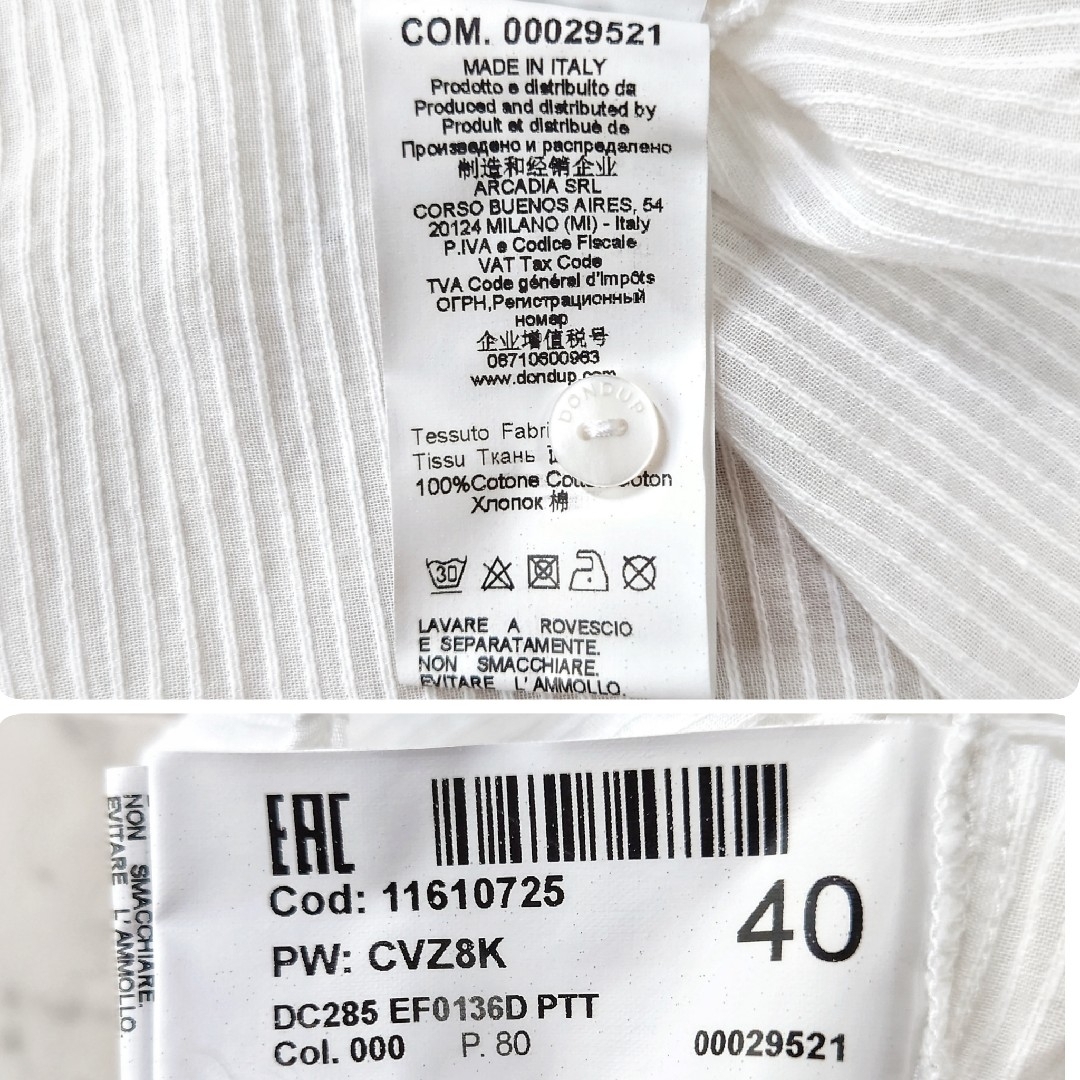 COM. 00029521
MADE IN ITALY
Prodotto e distribuito da
Produced and distributed by
Produit et distribuè de
Произведено и распределено
制造和经销企业
ARCADIA SRL
CORSO BUENOS AIRES, 54
20124 MILANO (MI) - Italy
P.IVA e Codice Fiscale
VAT Tax Code
TVA Code général d'Impôts
ОГРН,Регистрационный
номер
企业增值税号
06710600963
www.dondup.com
DONDUP
Tessuto
Tissu Ткань
100%Cotone
Хлопок 棉
30
LAVARE A ROVESCIO
E SEPARATAMENTE.
NON SMACCHIARE.
EVITARE L'AMMOLLO.
NON SMACCHIARE.
EVITARE L'AMMOLLO.
EAC
Cod: 11610725
40
PW: CVZ8K
DC285 EF0136D PTT
Col. 000 P. 80 00029521